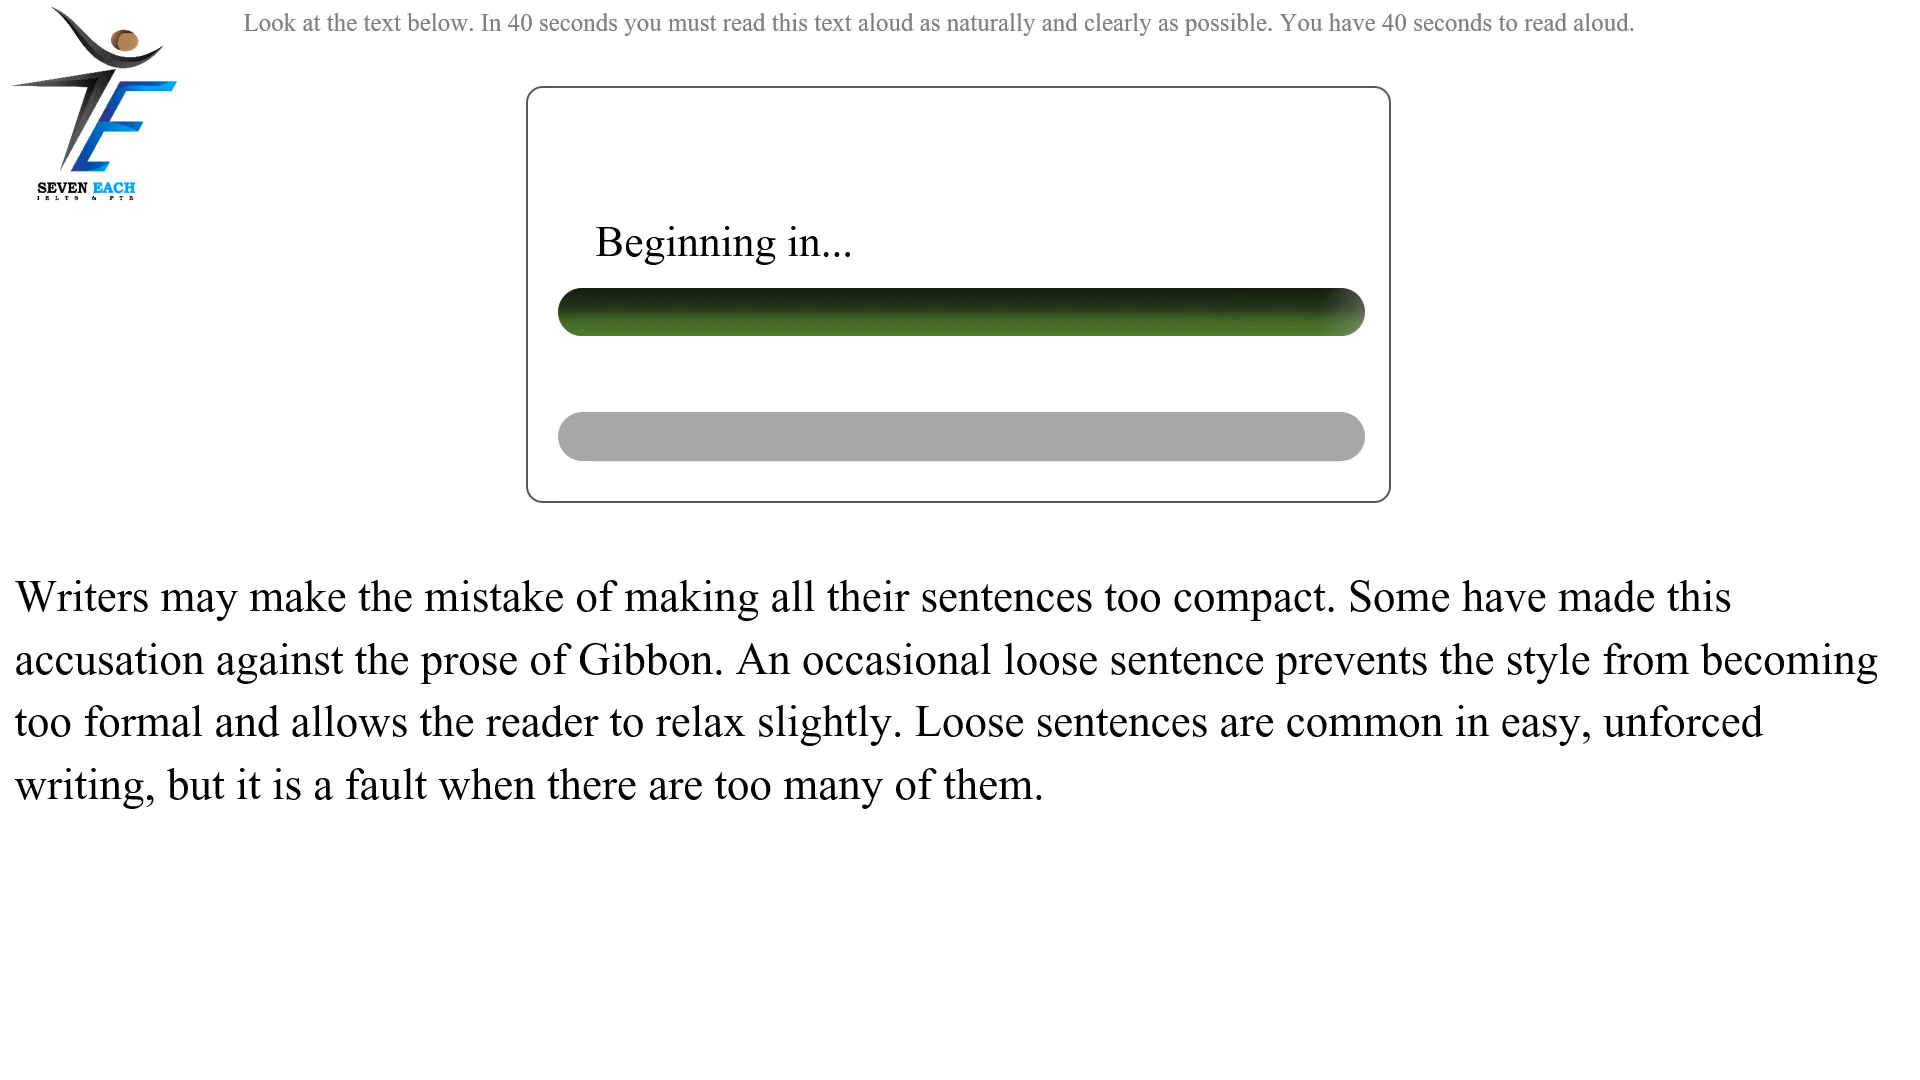 Look at the text below. In 40 seconds you must read this text aloud as naturally and clearly as possible. You have 40 seconds to read aloud.
SEVEN EACH
IELTS & PTE
Beginning in...
Writers may make the mistake of making all their sentences too compact. Some have made this
accusation against the prose of Gibbon. An occasional loose sentence prevents the style from becoming
too formal and allows the reader to relax slightly. Loose sentences are common in easy, unforced
writing, but it is a fault when there are too many of them.